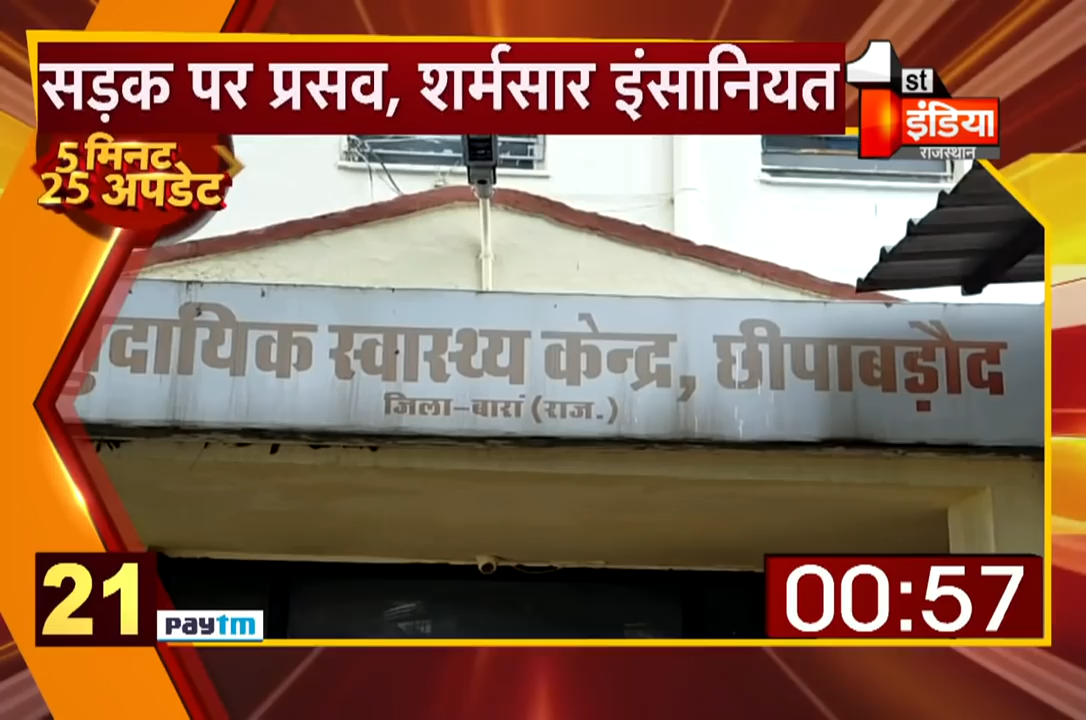 सड़क पर प्रसव, शर्मसार इंसानियत
1st
इंडिया
राजस्थान
5 मिनट
25 अपडेट
ुदायिक स्वास्थ्य केन्द्र, छीपाबड़ौद
जिला-बारां (राज.)
21
paytm
00:57